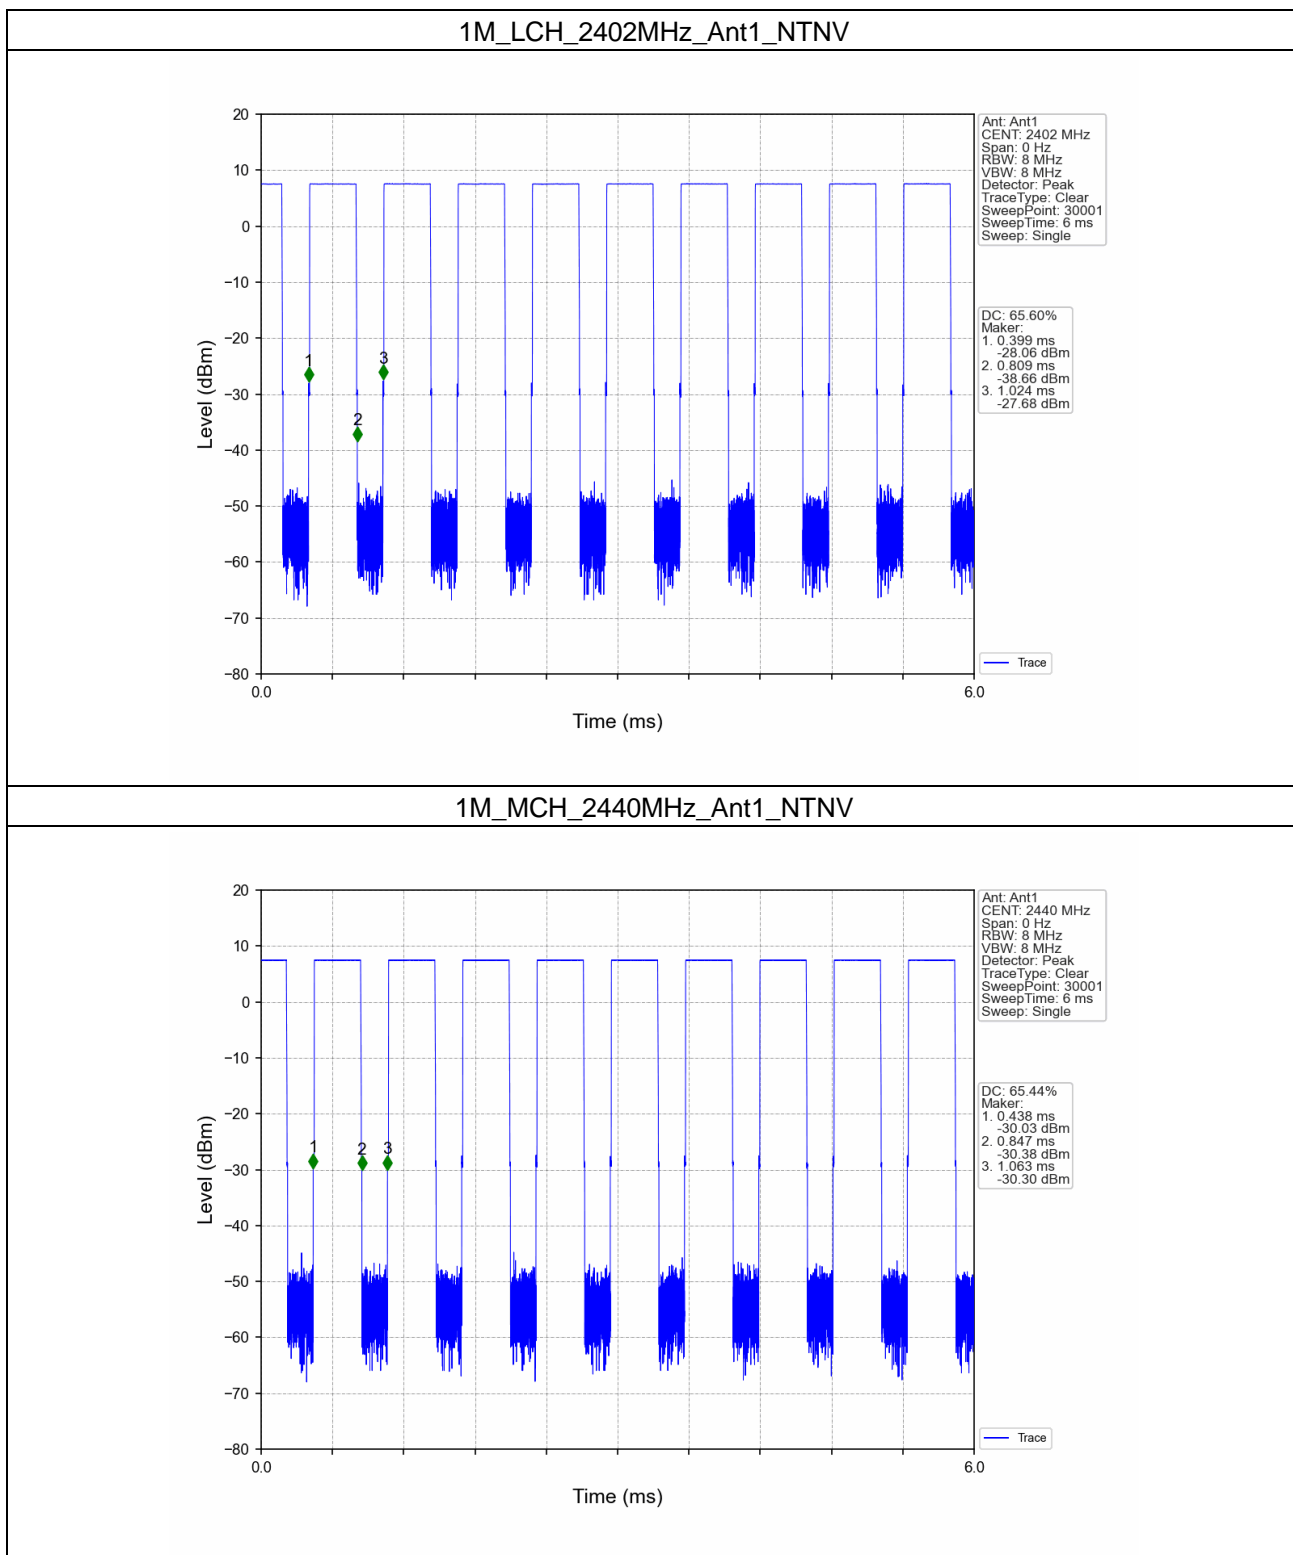 1M_LCH_2402MHz_Ant1_NTNV
20
10
0
−10
−20
−30
−40
−50
−60
−70
−80
Level (dBm)
1
2
3
0.0
6.0
Time (ms)
Ant: Ant1
CENT: 2402 MHz
Span: 0 Hz
RBW: 8 MHz
VBW: 8 MHz
Detector: Peak
TraceType: Clear
SweepPoint: 30001
SweepTime: 6 ms
Sweep: Single
DC: 65.60%
Maker:
1. 0.399 ms
-28.06 dBm
2. 0.809 ms
-38.66 dBm
3. 1.024 ms
-27.68 dBm
Trace
1M_MCH_2440MHz_Ant1_NTNV
20
10
0
−10
−20
−30
−40
−50
−60
−70
−80
Level (dBm)
1
2
3
0.0
6.0
Time (ms)
Ant: Ant1
CENT: 2440 MHz
Span: 0 Hz
RBW: 8 MHz
VBW: 8 MHz
Detector: Peak
TraceType: Clear
SweepPoint: 30001
SweepTime: 6 ms
Sweep: Single
DC: 65.44%
Maker:
1. 0.438 ms
-30.03 dBm
2. 0.847 ms
-30.38 dBm
3. 1.063 ms
-30.30 dBm
Trace